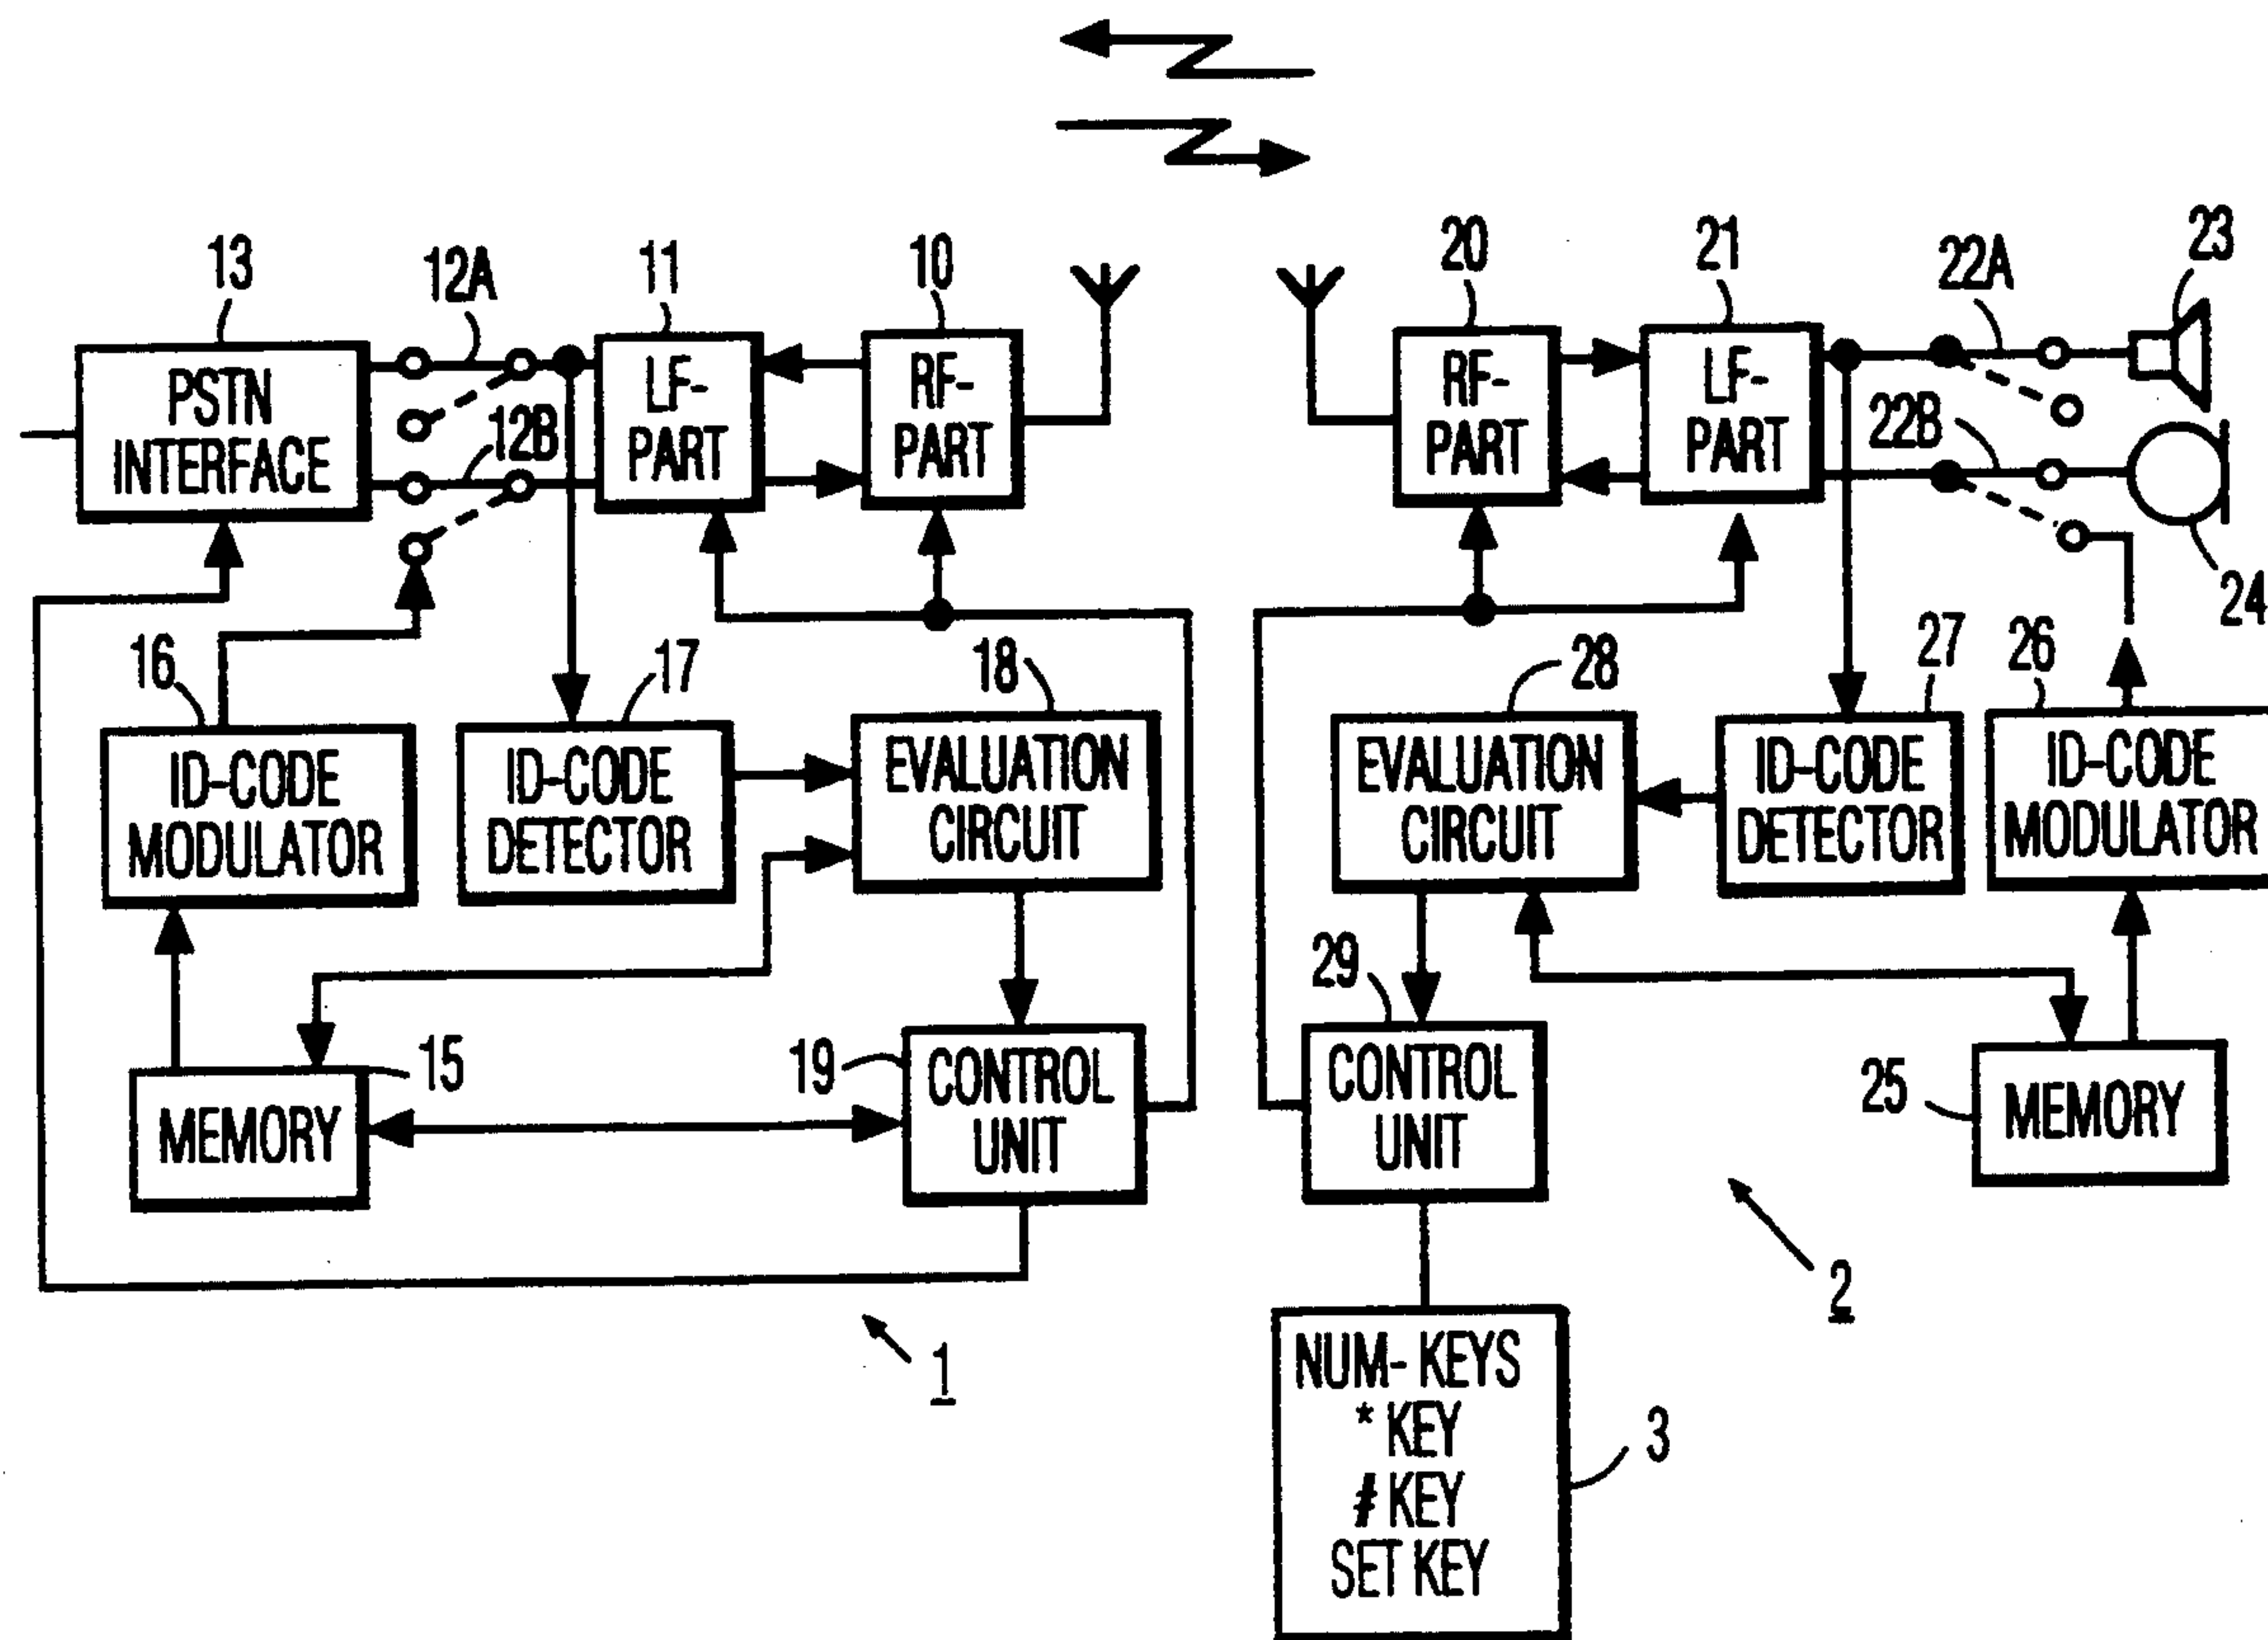 13
12A
11
10
20
21
22A
23
PSTN
INTERFACE
12B
LF-
PART
RF-
PART
RF-
PART
LF-
PART
22B
24
16
17
18
28
27
26
ID-CODE
MODULATOR
ID-CODE
DETECTOR
EVALUATION
CIRCUIT
EVALUATION
CIRCUIT
ID-CODE
DETECTOR
ID-CODE
MODULATOR
15
MEMORY
19
CONTROL
UNIT
29
CONTROL
UNIT
25
MEMORY
1
2
NUM-KEYS
* KEY
# KEY
SET KEY
3